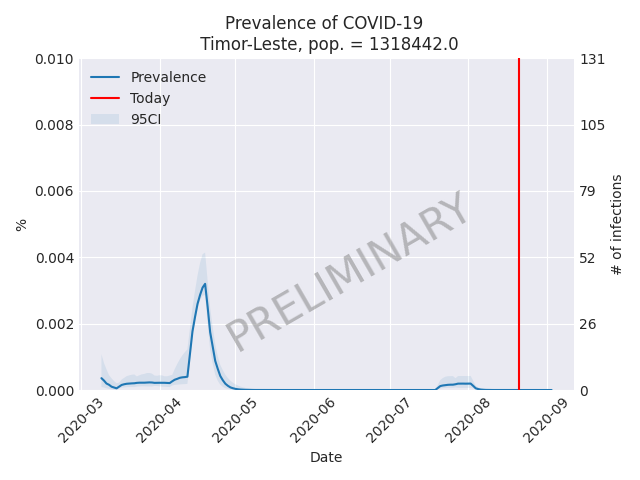 Prevalence of COVID-19
Timor-Leste, pop. = 1318442.0
0.010
0.008
0.006
0.004
0.002
0.000
%
Prevalence
Today
95CI
PRELIMINARY
131
105
79
52
26
0
# of infections
2020-03
2020-04
2020-05
2020-06
2020-07
2020-08
2020-09
Date